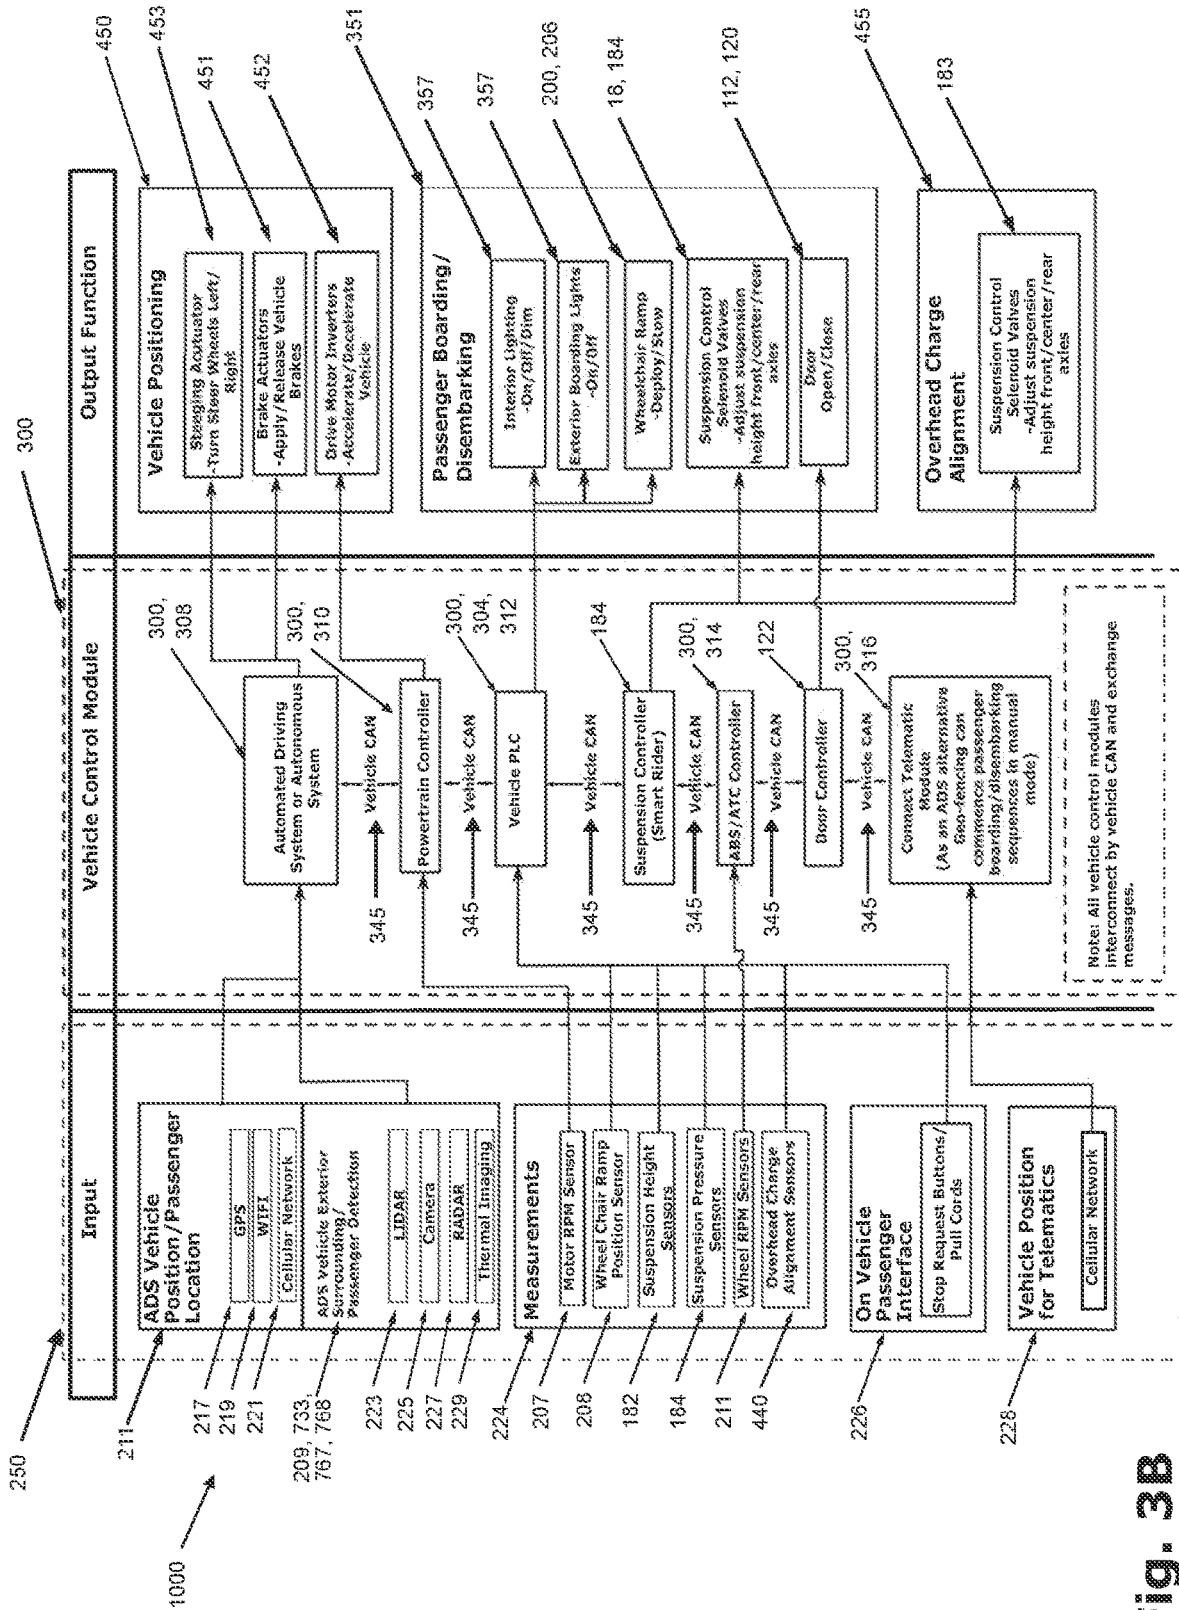 250
300
1000
Input
Vehicle Control Module
Output Function
211
ADS Vehicle
Position/Passenger
Location
217
GPS
219
WIFI
221
Cellular Network
209, 733,
767, 768
ADS Vehicle Exterior
Surrounding/
Passenger Detection
223
LIDAR
225
Camera
227
RADAR
229
Thermal Imaging
224
Measurements
207
Motor RPM Sensor
208
Wheel Chair Ramp
Position Sensor
182
Suspension Height
Sensors
184
Suspension Pressure
Sensors
211
Wheel RPM Sensors
440
Overhead Charge
Alignment Sensors
226
On Vehicle
Passenger
Interface
Stop Request Buttons/
Pull Cords
228
Vehicle Position
for Telematics
Cellular Network
300,
308
Automated Driving
System or Autonomous
System
345
Vehicle CAN
300,
310
Powertrain Controller
345
Vehicle CAN
300,
304,
312
Vehicle PLC
345
Vehicle CAN
184
Suspension Controller
(Smart Rider)
345
Vehicle CAN
300,
314
ABS/ATC Controller
345
Vehicle CAN
122
Door Controller
345
Vehicle CAN
300,
316
Connect Telematic
Module
(As an ADS alternative
Geo-fencing can
commence passenger
boarding/disembarking
sequences in manual
mode)
Note: All vehicle control modules
interconnect by vehicle CAN and exchange
messages.
450
Vehicle Positioning
453
Steeging Acutuator
-Turn Steer Wheels Left/
Right
451
Brake Actuators
-Apply/Release Vehicle
Brakes
452
Drive Motor Inverters
-Accelerate/Decelerate
Vehicle
351
Passenger Boarding/
Disembarking
357
Interior Lighting
-On/Off/Dim
357
Exterior Boarding Lights
-On/Off
200, 206
Wheelchair Ramp
-Deploy/Stow
18, 184
Suspension Control
Selenoid Valves
-Adjust suspension
height front/center/rear
axles
112, 120
Door
Open/Close
455
Overhead Charge
Alignment
183
Suspension Control
Selenoid Valves
-Adjust suspension
height front/center/rear
axles
Fig. 3B